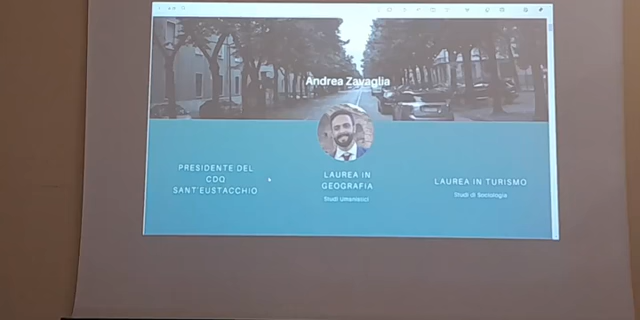 Andrea Zavaglia
PRESIDENTE DEL
CDQ
SANT'EUSTACCHIO
LAUREA IN
GEOGRAFIA
Studi Umanistici
LAUREA IN TURISMO
Studi di Sociologia